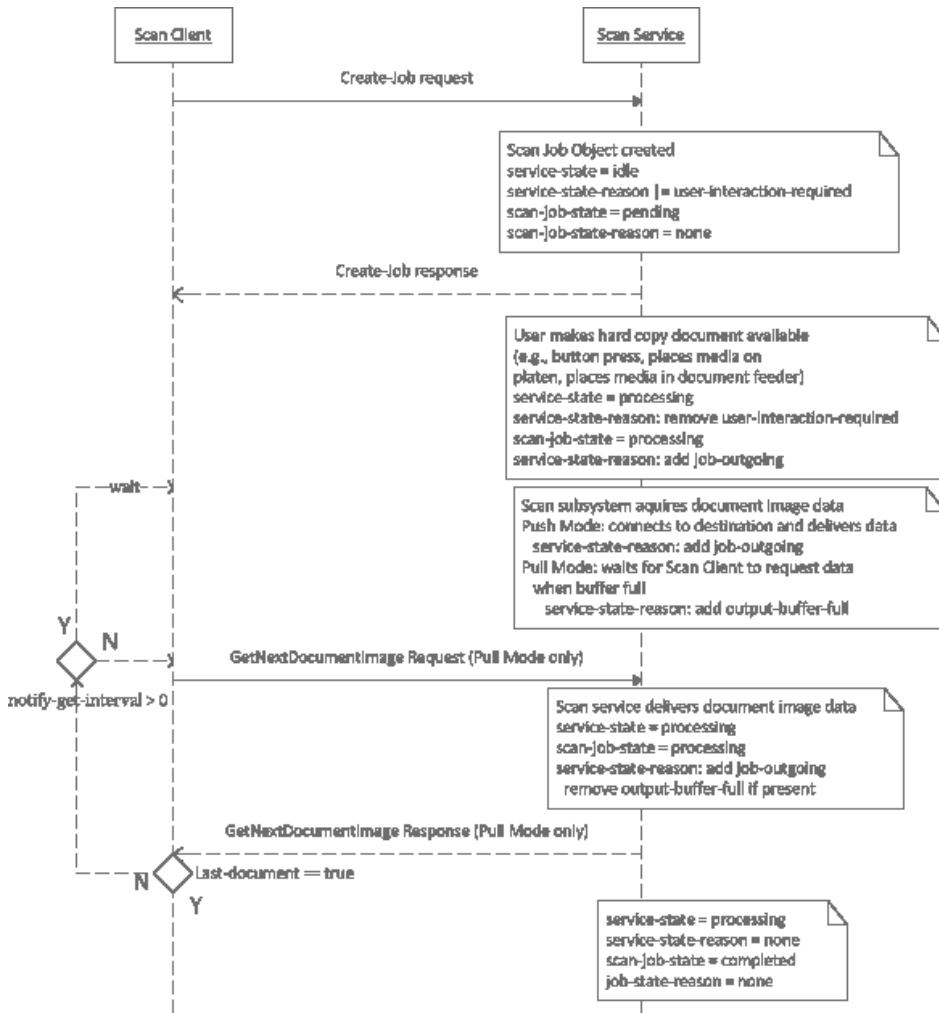 Scan Client
Scan Service
Create-Job request
Scan Job Object created
service-state = idle
service-state-reason |= user-interaction-required
scan-job-state = pending
scan-job-state-reason = none
Create-Job response
User makes hard copy document available
(e.g., button press, places media on
platen, places media in document feeder)
service-state = processing
service-state-reason: remove user-interaction-required
scan-job-state = processing
service-state-reason: add job-outgoing
wait
Scan subsystem aquires document image data
Push Mode: connects to destination and delivers data
service-state-reason: add job-outgoing
Pull Mode: waits for Scan Client to request data
when buffer full
service-state-reason: add output-buffer-full
Y
N
GetNextDocumentImage Request (Pull Mode only)
notify-get-interval > 0
Scan service delivers document image data
service-state = processing
scan-job-state = processing
service-state-reason: add job-outgoing
remove output-buffer-full if present
GetNextDocumentImage Response (Pull Mode only)
N
Last-document == true
Y
service-state = processing
service-state-reason = none
scan-job-state = completed
job-state-reason = none